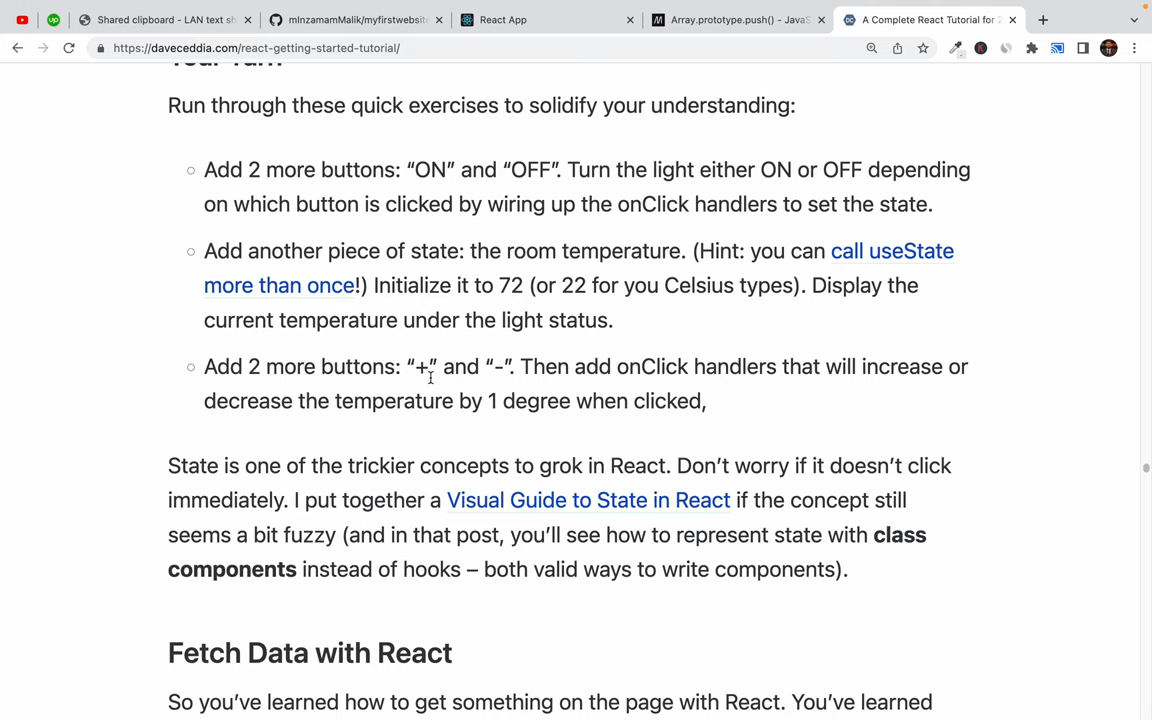 Shared clipboard - LAN text sh
mInzamamMalik/myfirstwebsite
React App
Array.prototype.push() - JavaS
A Complete React Tutorial for 2
https://daveceddia.com/react-getting-started-tutorial/
Your Turn
Run through these quick exercises to solidify your understanding:
Add 2 more buttons: “ON” and “OFF”. Turn the light either ON or OFF depending
on which button is clicked by wiring up the onClick handlers to set the state.
Add another piece of state: the room temperature. (Hint: you can call useState
more than once!) Initialize it to 72 (or 22 for you Celsius types). Display the
current temperature under the light status.
Add 2 more buttons: “+” and “-”. Then add onClick handlers that will increase or
decrease the temperature by 1 degree when clicked,
State is one of the trickier concepts to grok in React. Don’t worry if it doesn’t click
immediately. I put together a Visual Guide to State in React if the concept still
seems a bit fuzzy (and in that post, you’ll see how to represent state with class
components instead of hooks – both valid ways to write components).
Fetch Data with React
So you’ve learned how to get something on the page with React. You’ve learned